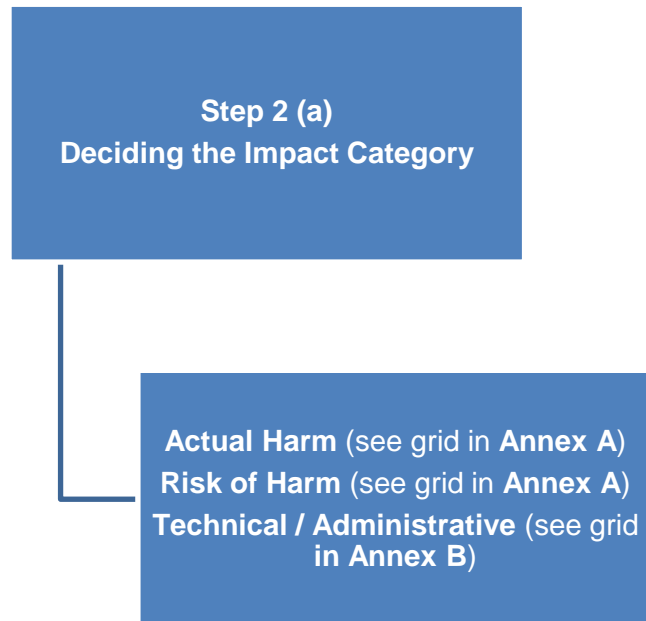 Step 2 (a)
Deciding the Impact Category
Actual Harm (see grid in Annex A)
Risk of Harm (see grid in Annex A)
Technical / Administrative (see grid
in Annex B)